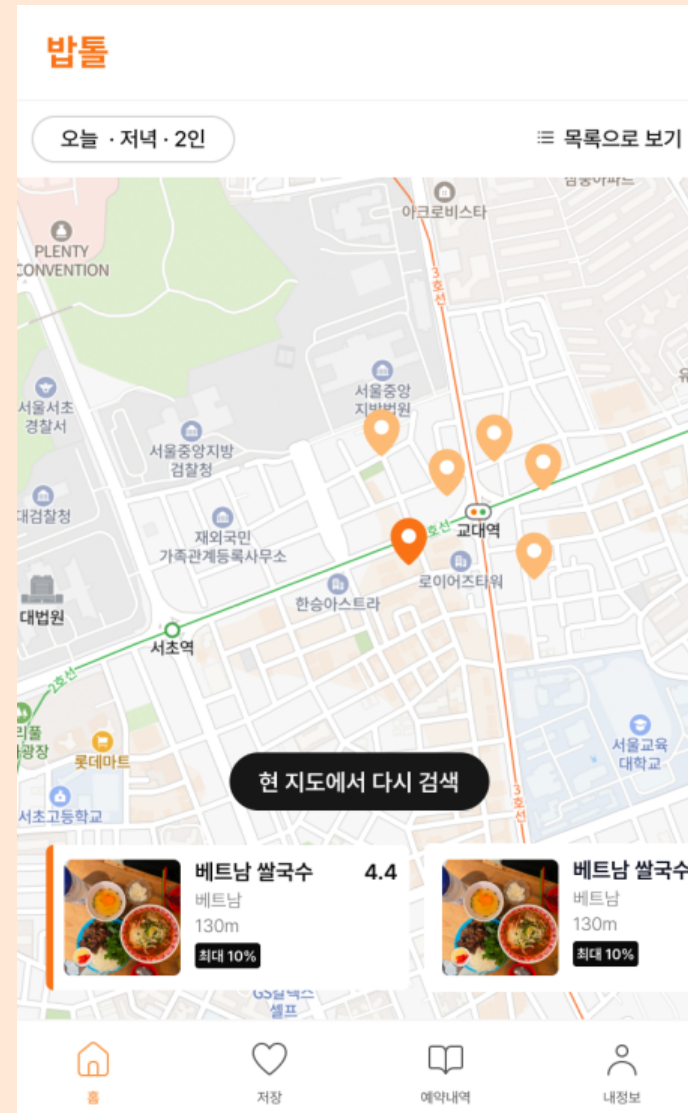 밥톨
오늘 · 저녁 · 2인
목록으로 보기
아크로비스타
PLENTY
CONVENTION
3호선
서울중앙
지방법원
서울서초
경찰서
서울중앙지방
검찰청
대검찰청
재외국민
가족관계등록사무소
2호선
교대역
로이어즈타워
한승아스트라
대법원
서초역
2호선
롯데마트
서울교육
대학교
서초고등학교
3호선
현 지도에서 다시 검색
베트남 쌀국수 4.4
베트남
130m
최대 10%
베트남 쌀국수
베트남
130m
최대 10%
셀프
홈
저장
예약내역
내정보